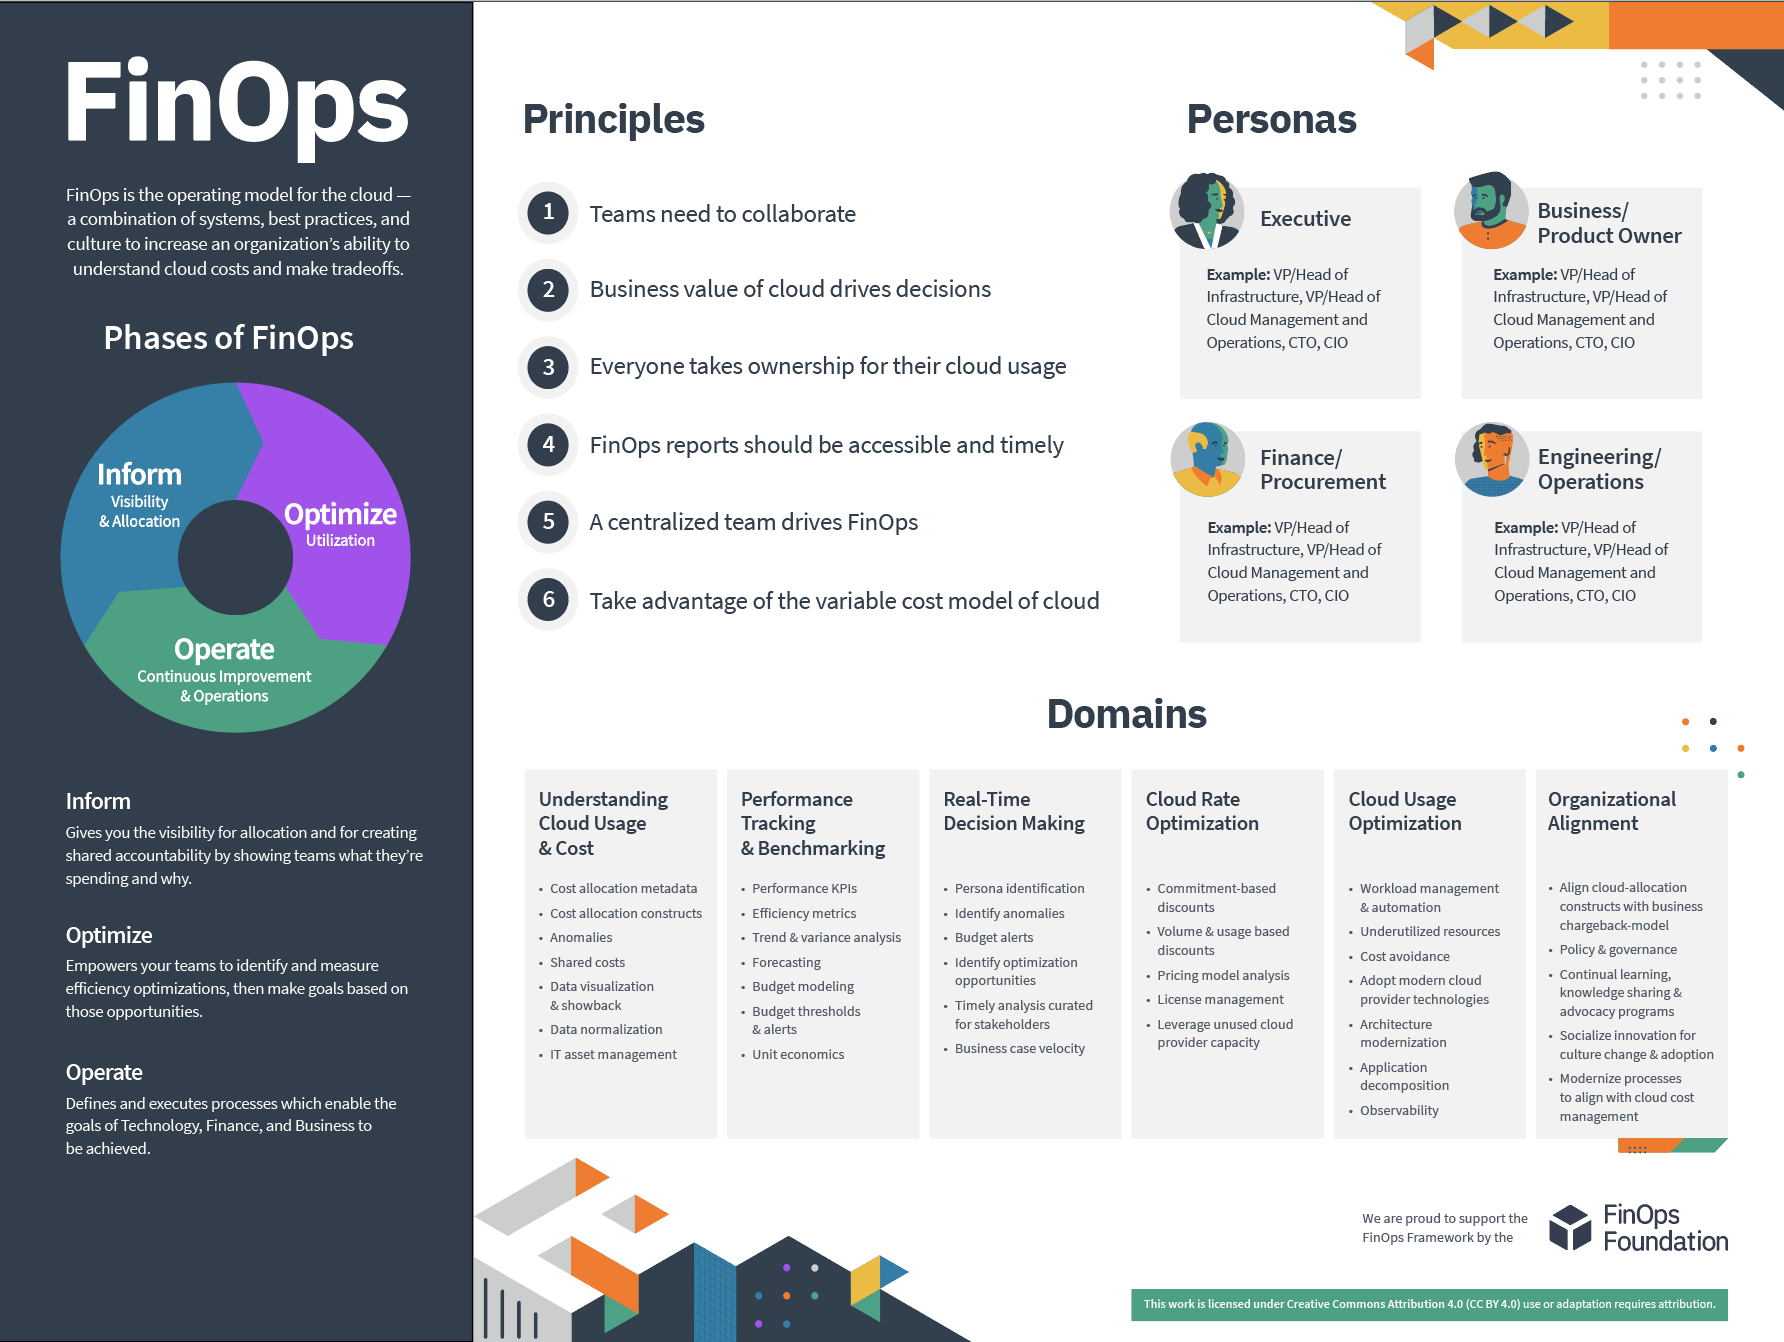 FinOps
FinOps is the operating model for the cloud —
a combination of systems, best practices, and
culture to increase an organization's ability to
understand cloud costs and make tradeoffs.
Phases of FinOps
Inform
Visibility
& Allocation
Optimize
Utilization
Operate
Continuous Improvement
& Operations
Inform
Gives you the visibility for allocation and for creating
shared accountability by showing teams what they're
spending and why.
Optimize
Empowers your teams to identify and measure
efficiency optimizations, then make goals based on
those opportunities.
Operate
Defines and executes processes which enable the
goals of Technology, Finance, and Business to
be achieved.
Principles
1 Teams need to collaborate
2 Business value of cloud drives decisions
3 Everyone takes ownership for their cloud usage
4 FinOps reports should be accessible and timely
5 A centralized team drives FinOps
6 Take advantage of the variable cost model of cloud
Personas
Executive
Example: VP/Head of
Infrastructure, VP/Head of
Cloud Management and
Operations, CTO, CIO
Business/
Product Owner
Example: VP/Head of
Infrastructure, VP/Head of
Cloud Management and
Operations, CTO, CIO
Finance/
Procurement
Example: VP/Head of
Infrastructure, VP/Head of
Cloud Management and
Operations, CTO, CIO
Engineering/
Operations
Example: VP/Head of
Infrastructure, VP/Head of
Cloud Management and
Operations, CTO, CIO
Domains
Understanding
Cloud Usage
& Cost
• Cost allocation metadata
• Cost allocation constructs
• Anomalies
• Shared costs
• Data visualization
& showback
• Data normalization
• IT asset management
Performance
Tracking
& Benchmarking
• Performance KPIs
• Efficiency metrics
• Trend & variance analysis
• Forecasting
• Budget modeling
• Budget thresholds
& alerts
• Unit economics
Real-Time
Decision Making
• Persona identification
• Identify anomalies
• Budget alerts
• Identify optimization
opportunities
• Timely analysis curated
for stakeholders
• Business case velocity
Cloud Rate
Optimization
• Commitment-based
discounts
• Volume & usage based
discounts
• Pricing model analysis
• License management
• Leverage unused cloud
provider capacity
Cloud Usage
Optimization
• Workload management
& automation
• Underutilized resources
• Cost avoidance
• Adopt modern cloud
provider technologies
• Architecture
modernization
• Application
decomposition
• Observability
Organizational
Alignment
• Align cloud-allocation
constructs with business
chargeback-model
• Policy & governance
• Continual learning,
knowledge sharing &
advocacy programs
• Socialize innovation for
culture change & adoption
• Modernize processes
to align with cloud cost
management
We are proud to support the
FinOps Framework by the
FinOps
Foundation
This work is licensed under Creative Commons Attribution 4.0 (CC BY 4.0) use or adaptation requires attribution.